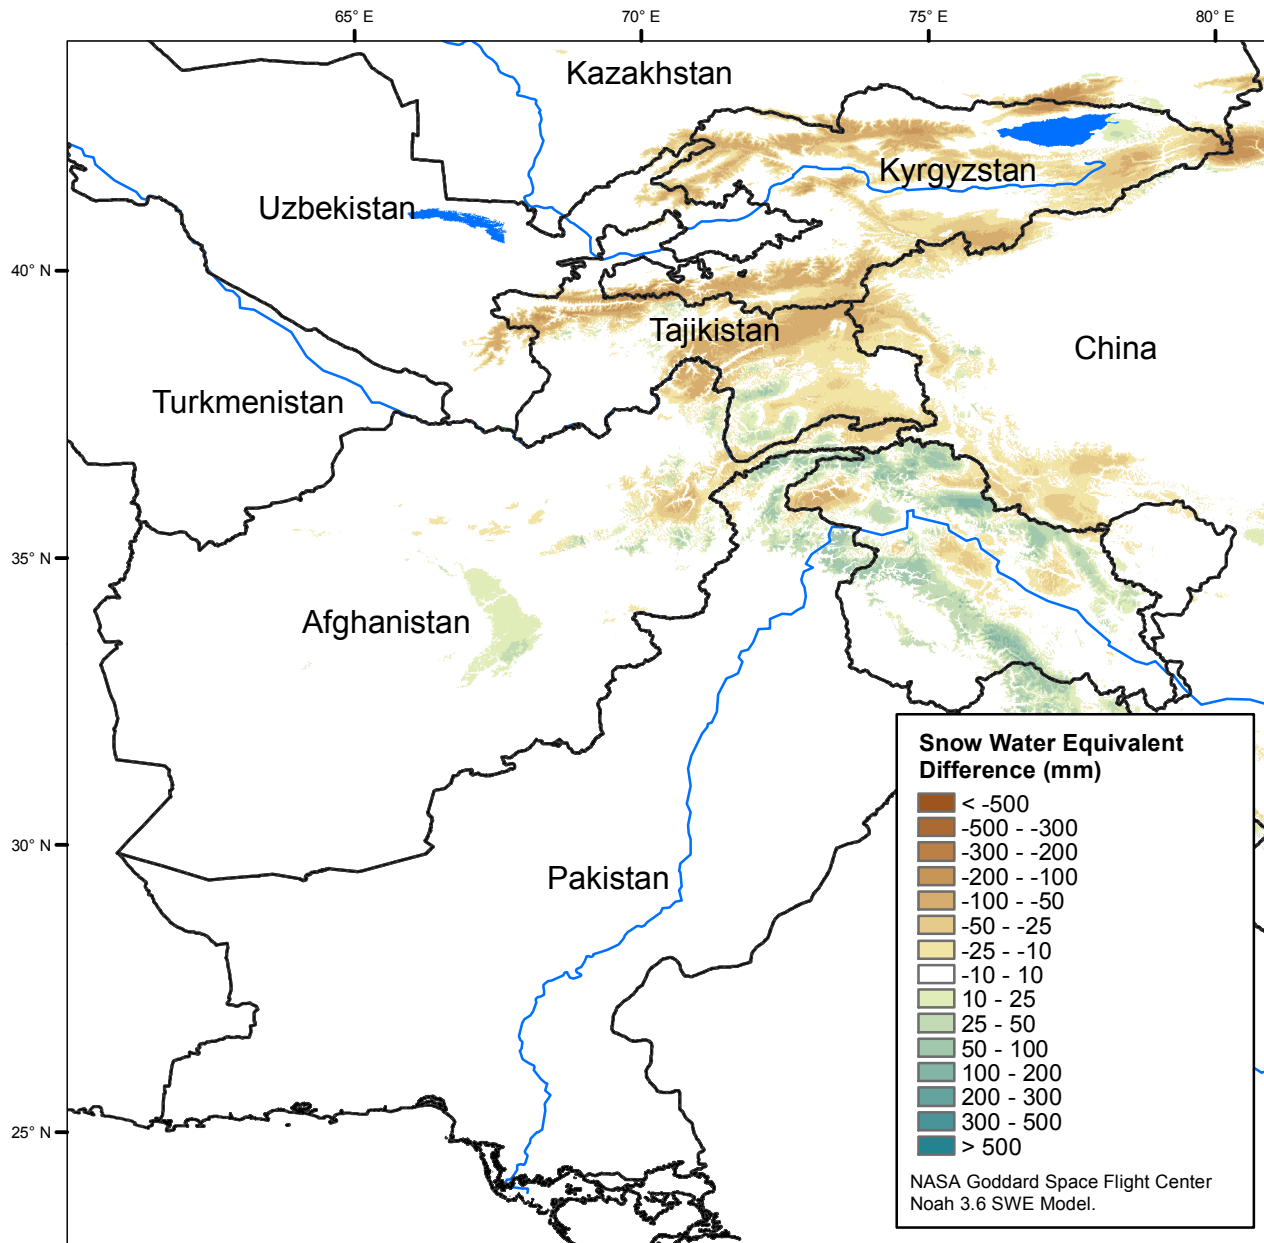 65° E
70° E
75° E
80° E
Kazakhstan
Kyrgyzstan
Uzbekistan
40° N
Tajikistan
China
Turkmenistan
35° N
Afghanistan
Snow Water Equivalent
Difference (mm)
< -500
-500 - -300
-300 - -200
-200 - -100
-100 - -50
-50 - -25
-25 - -10
-10 - 10
10 - 25
25 - 50
50 - 100
100 - 200
200 - 300
300 - 500
> 500
NASA Goddard Space Flight Center
Noah 3.6 SWE Model.
30° N
Pakistan
25° N